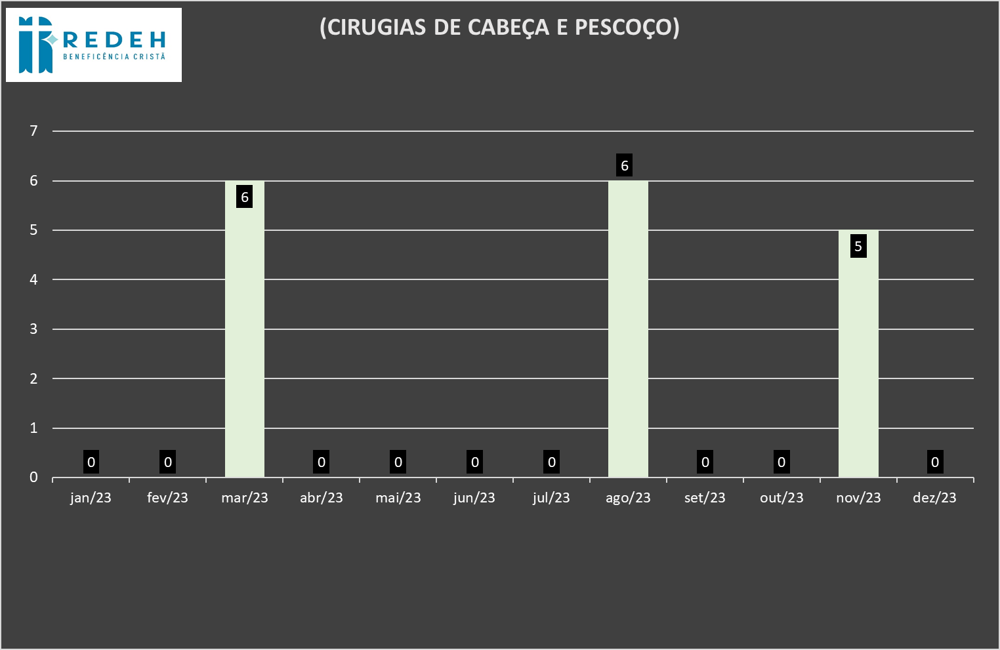 REDEH
BENEFICÊNCIA CRISTÃ
(CIRUGIAS DE CABEÇA E PESCOÇO)
7
6
5
4
3
2
1
0
0
0
6
0
0
0
0
6
0
0
5
0
jan/23
fev/23
mar/23
abr/23
mai/23
jun/23
jul/23
ago/23
set/23
out/23
nov/23
dez/23